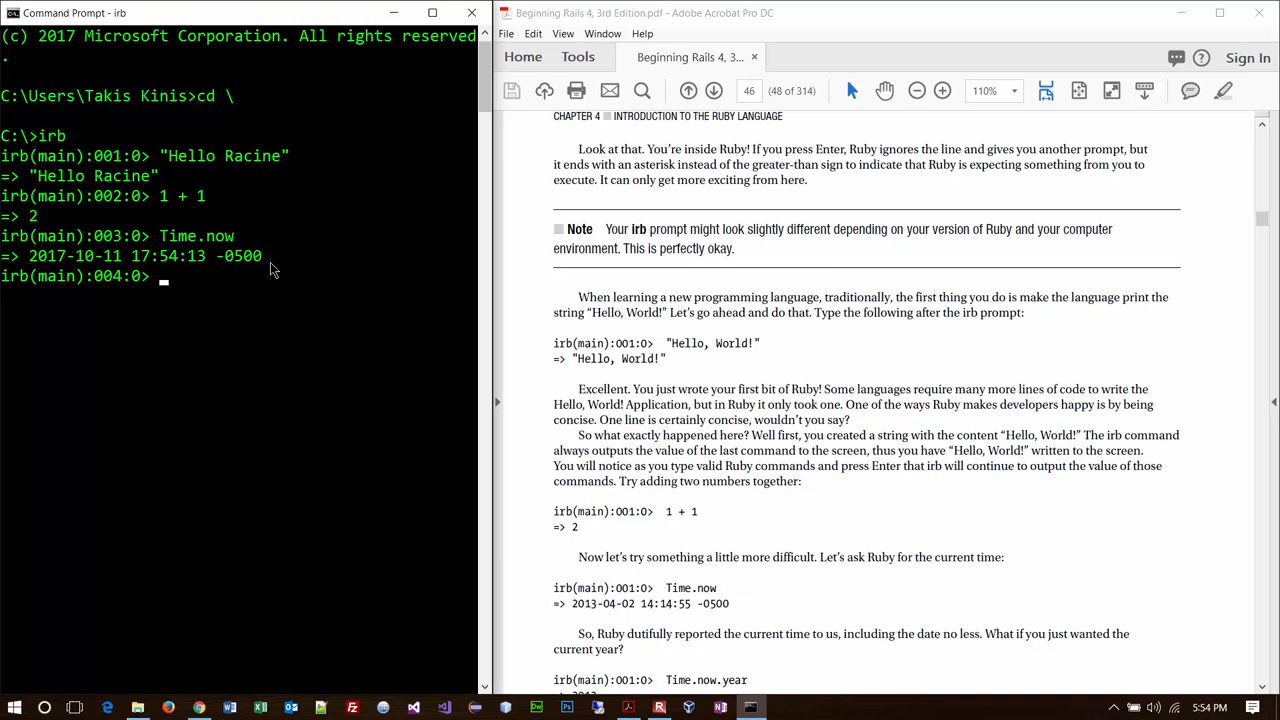 Command Prompt - irb
(c) 2017 Microsoft Corporation. All rights reserved
.
C:\Users\Takis Kinis>cd \
C:\>irb
irb(main):001:0> "Hello Racine"
=> "Hello Racine"
irb(main):002:0> 1 + 1
=> 2
irb(main):003:0> Time.now
=> 2017-10-11 17:54:13 -0500
irb(main):004:0>
Beginning Rails 4, 3rd Edition.pdf - Adobe Acrobat Pro DC
File Edit View Window Help
Home Tools Beginning Rails 4, 3... × Sign In
46 (48 of 314) 110%
CHAPTER 4 ■ INTRODUCTION TO THE RUBY LANGUAGE
Look at that. You're inside Ruby! If you press Enter, Ruby ignores the line and gives you another prompt, but
it ends with an asterisk instead of the greater-than sign to indicate that Ruby is expecting something from you to
execute. It can only get more exciting from here.
■ Note Your irb prompt might look slightly different depending on your version of Ruby and your computer
environment. This is perfectly okay.
When learning a new programming language, traditionally, the first thing you do is make the language print the
string “Hello, World!” Let's go ahead and do that. Type the following after the irb prompt:
irb(main):001:0> "Hello, World!"
=> "Hello, World!"
Excellent. You just wrote your first bit of Ruby! Some languages require many more lines of code to write the
Hello, World! Application, but in Ruby it only took one. One of the ways Ruby makes developers happy is by being
concise. One line is certainly concise, wouldn't you say?
So what exactly happened here? Well first, you created a string with the content “Hello, World!” The irb command
always outputs the value of the last command to the screen, thus you have “Hello, World!” written to the screen.
You will notice as you type valid Ruby commands and press Enter that irb will continue to output the value of those
commands. Try adding two numbers together:
irb(main):001:0> 1 + 1
=> 2
Now let's try something a little more difficult. Let's ask Ruby for the current time:
irb(main):001:0> Time.now
=> 2013-04-02 14:14:55 -0500
So, Ruby dutifully reported the current time to us, including the date no less. What if you just wanted the
current year?
irb(main):001:0> Time.now.year
5:54 PM